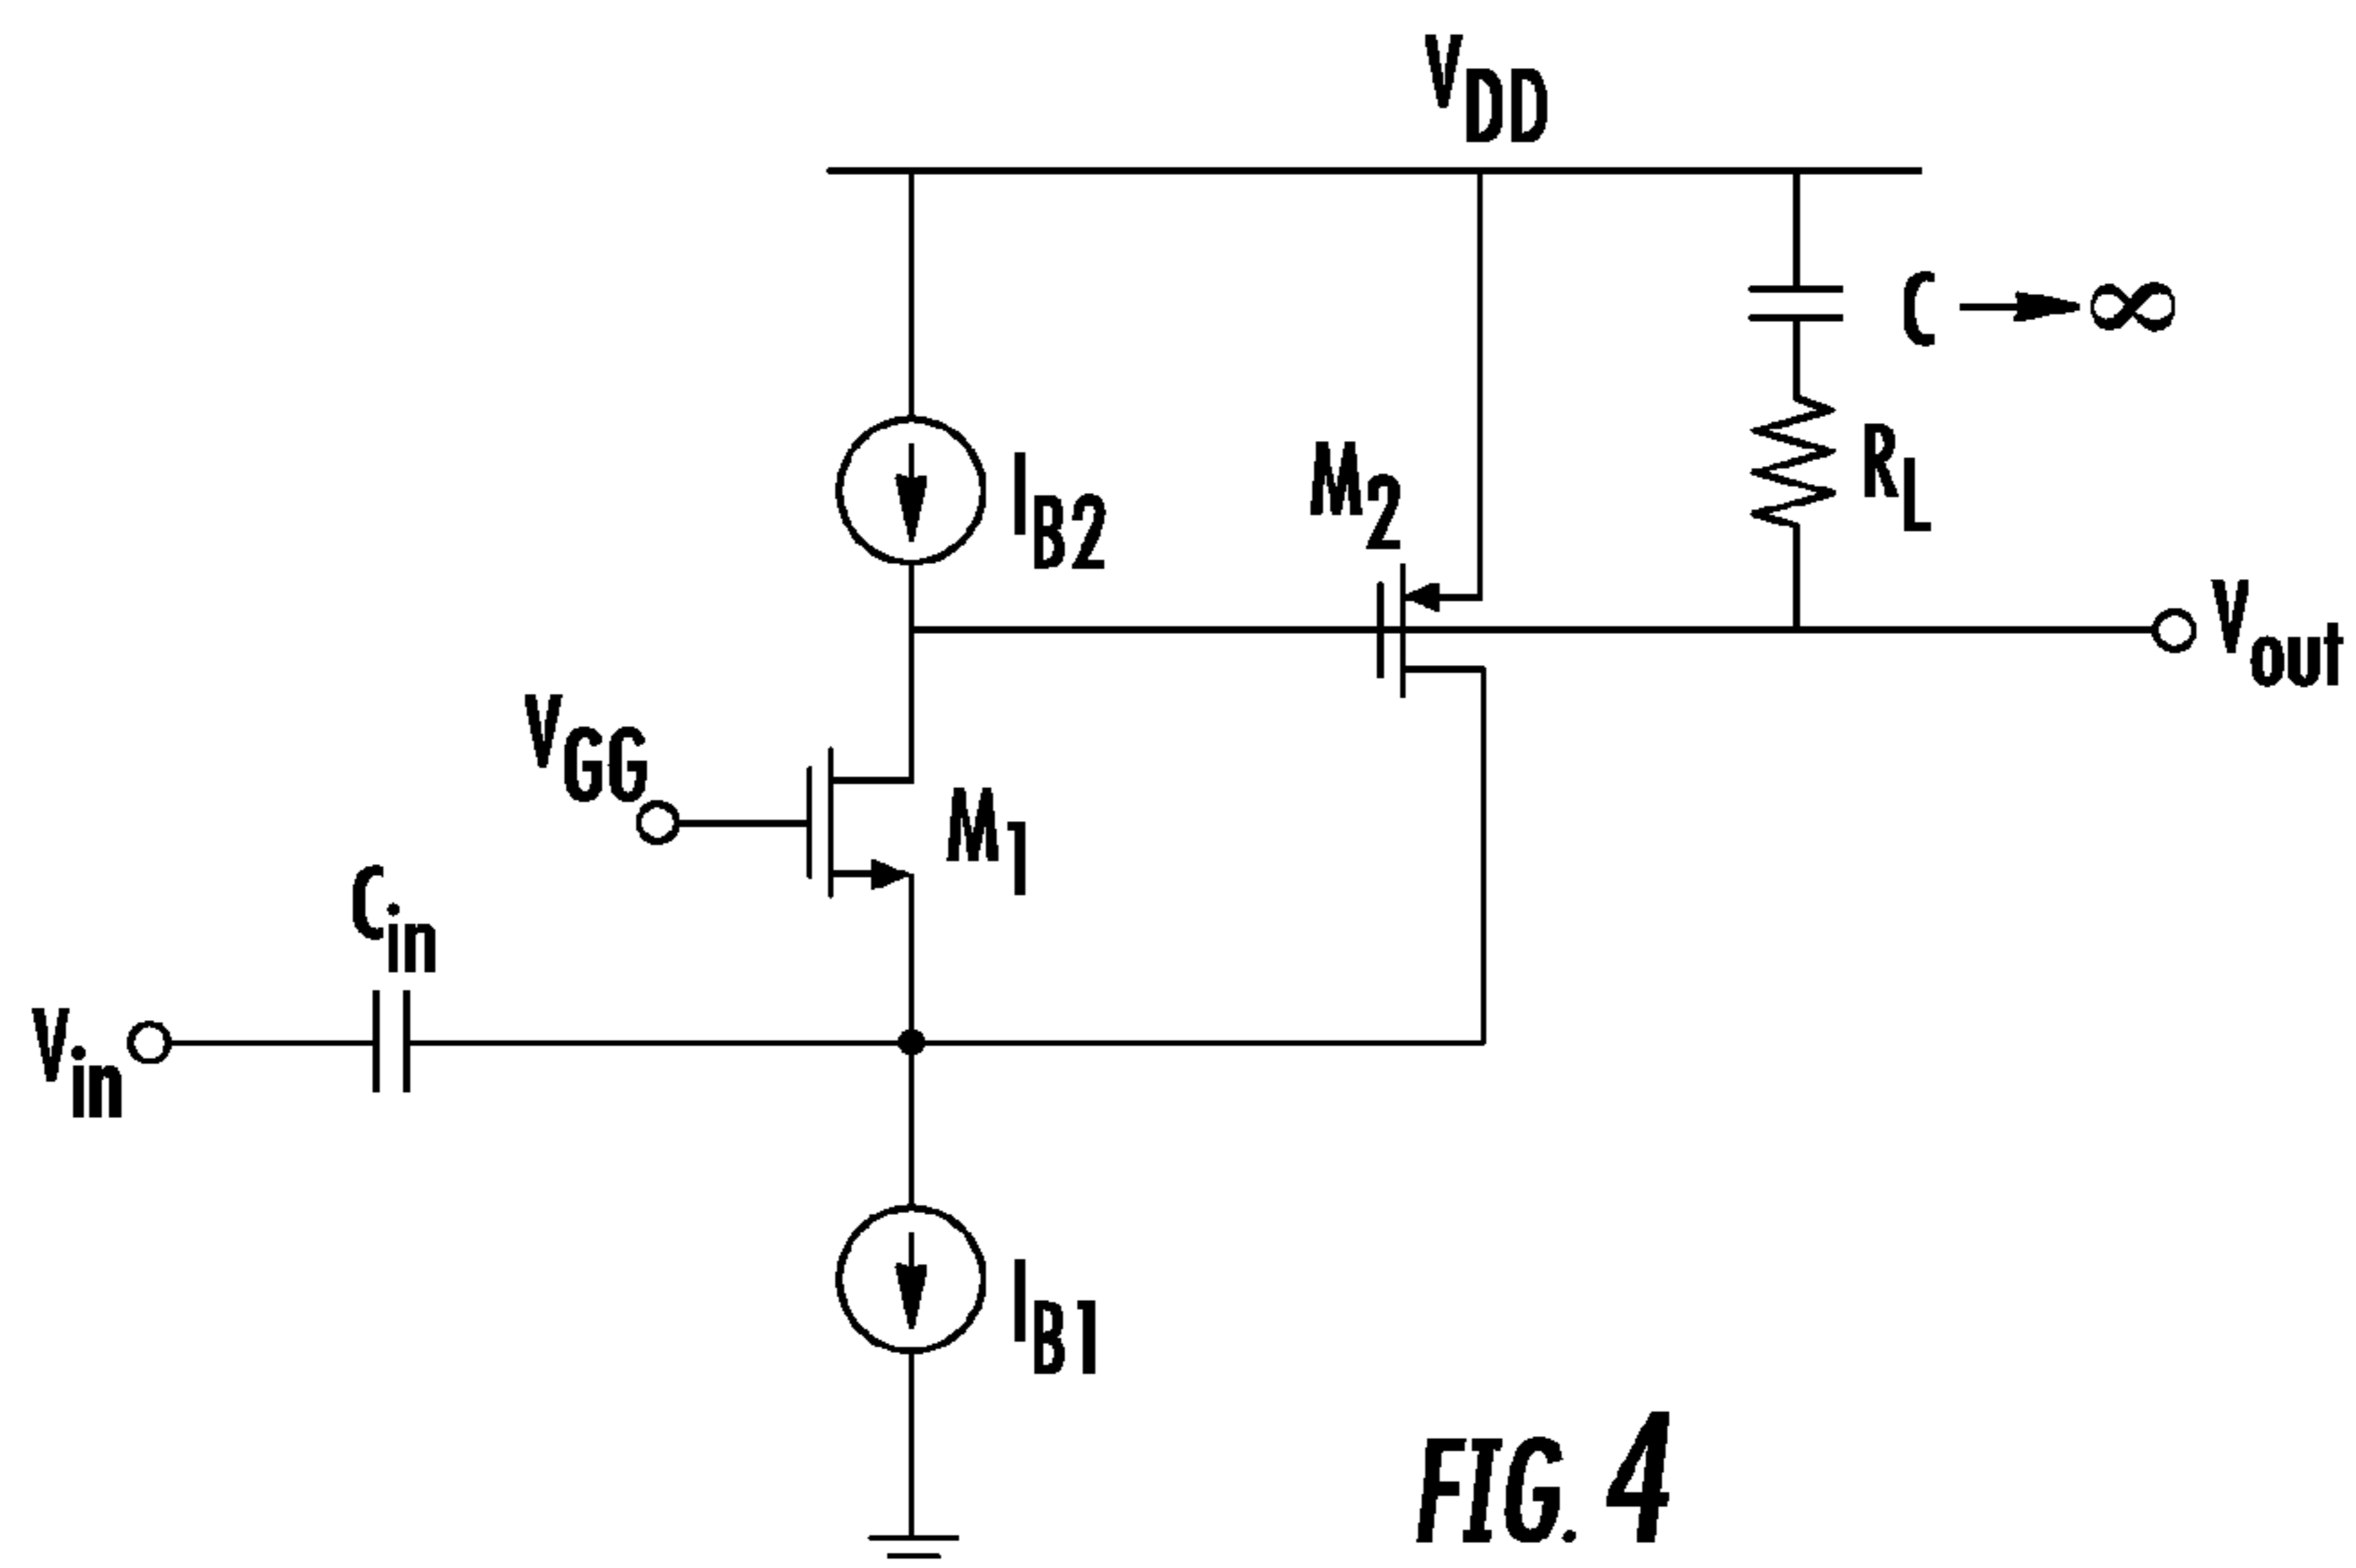 VDD
C → ∞
IB2
M2
RL
Vout
VGG
M1
Cin
Vin
IB1
FIG. 4